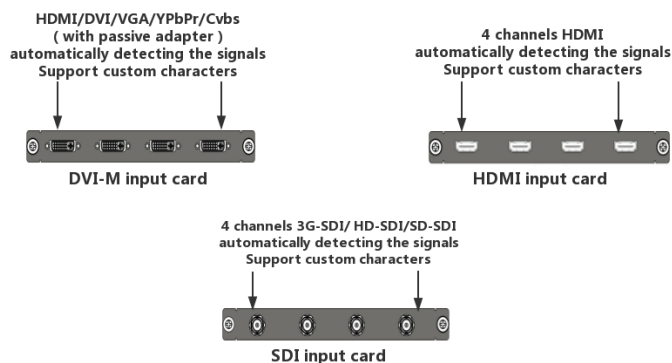 HDMI/DVI/VGA/YPbPr/Cvbs
( with passive adapter )
automatically detecting the signals
Support custom characters
DVI-M input card
4 channels HDMI
automatically detecting the signals
Support custom characters
HDMI input card
4 channels 3G-SDI/ HD-SDI/SD-SDI
automatically detecting the signals
Support custom characters
SDI input card